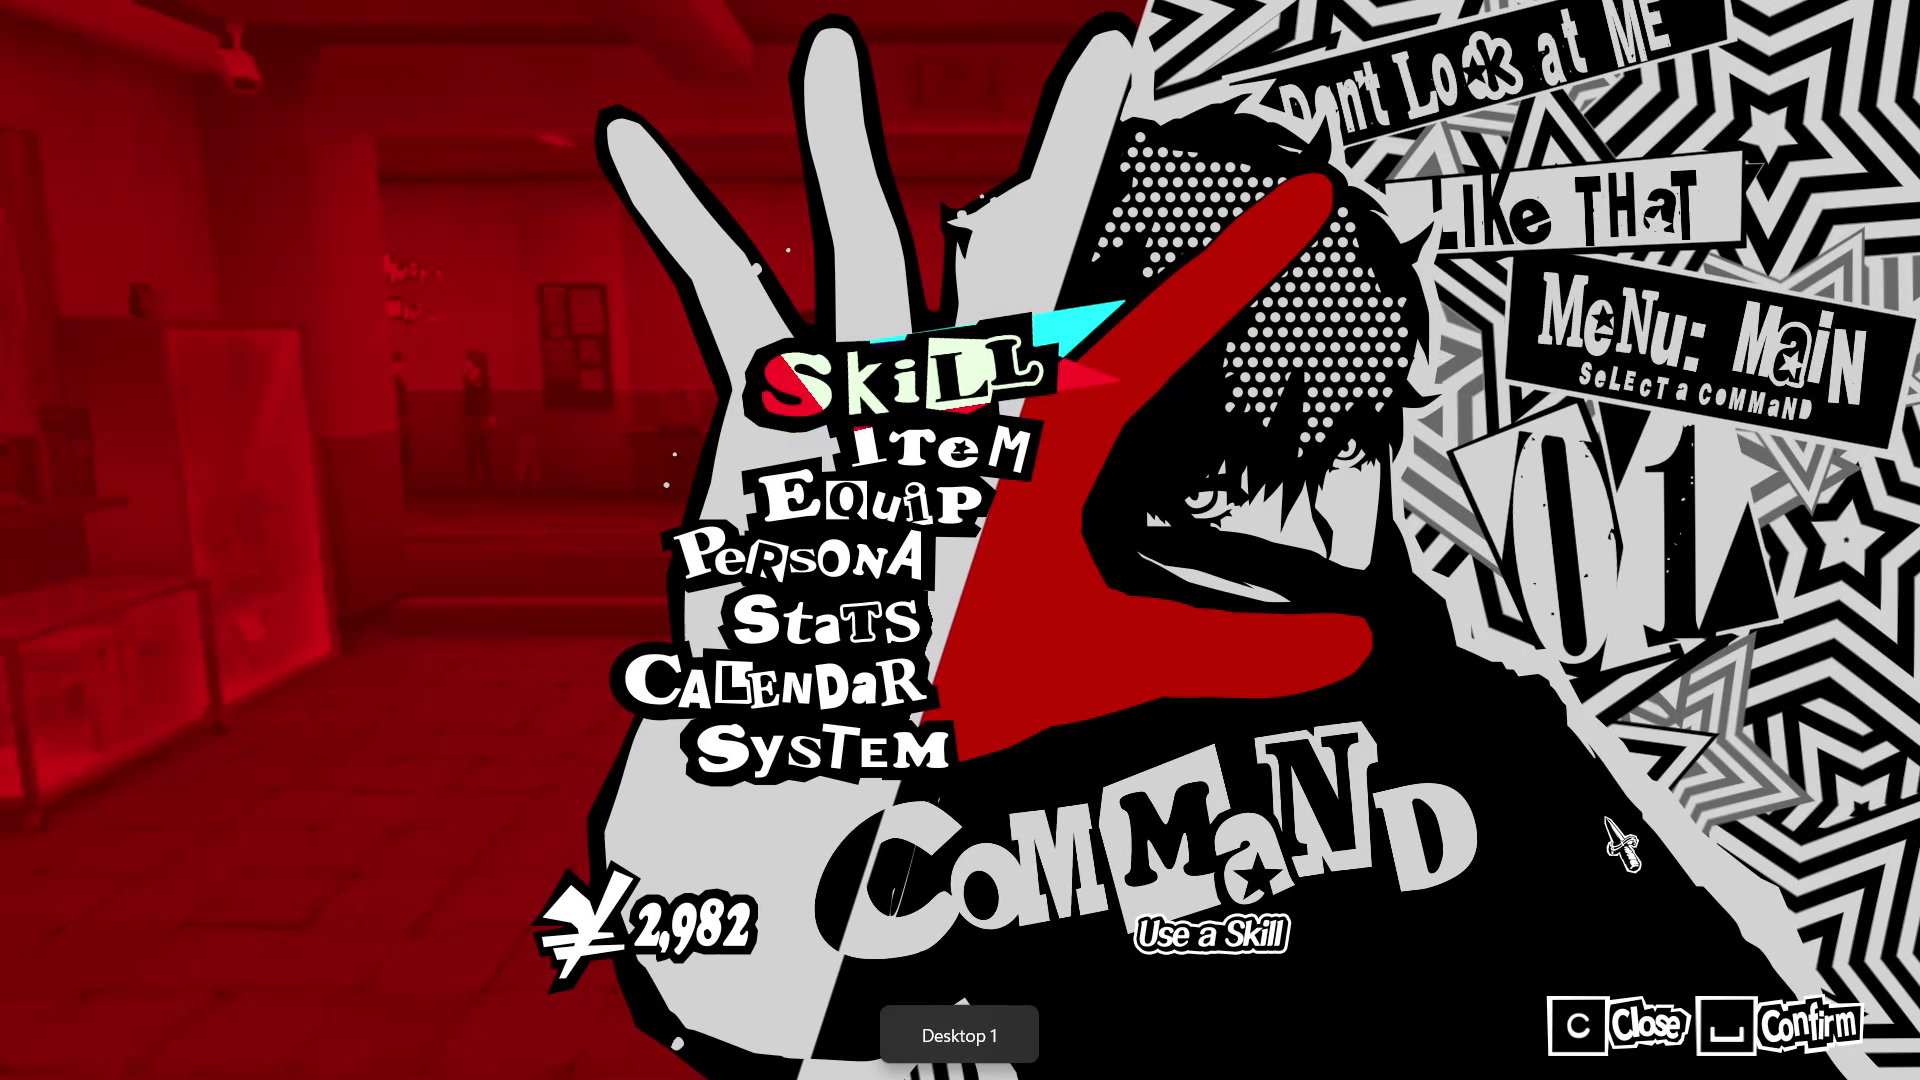 Don't Look at ME
LIKe THaT
MeNu: MaiN
SeLEcT a CoMMaND
01
SkiLL
ITeM
EQuiP
PeRSONA
StaTS
CALENDaR
SySTEM
CoMMaND
Use a Skill
¥2,982
C Close Confirm
Desktop 1